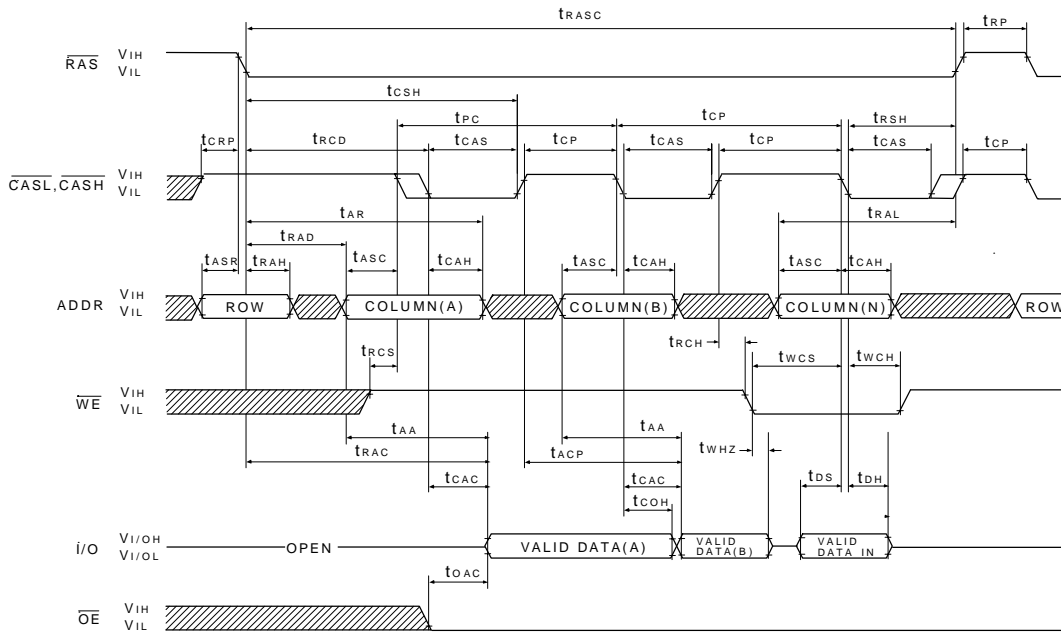 tRASC
tRP
RAS
VIH
VIL
tCSH
tPC
tCP
tRSH
tCRP
tRCD
tCAS
tCP
tCAS
tCP
tCAS
tCP
CASL,CASH
VIH
VIL
tAR
tRAL
tRAD
tASR
tRAH
tASC
tCAH
tASC
tCAH
tASC
tCAH
ADDR
VIH
VIL
ROW
COLUMN(A)
COLUMN(B)
COLUMN(N)
ROW
tRCS
tRCH
tWCS
tWCH
WE
VIH
VIL
tAA
tAA
tWHZ
tRAC
tACP
tCAC
tCAC
tDS
tDH
tCOH
I/O
VI/OH
VI/OL
OPEN
VALID DATA(A)
VALID
DATA(B)
VALID
DATA IN
tOAC
OE
VIH
VIL